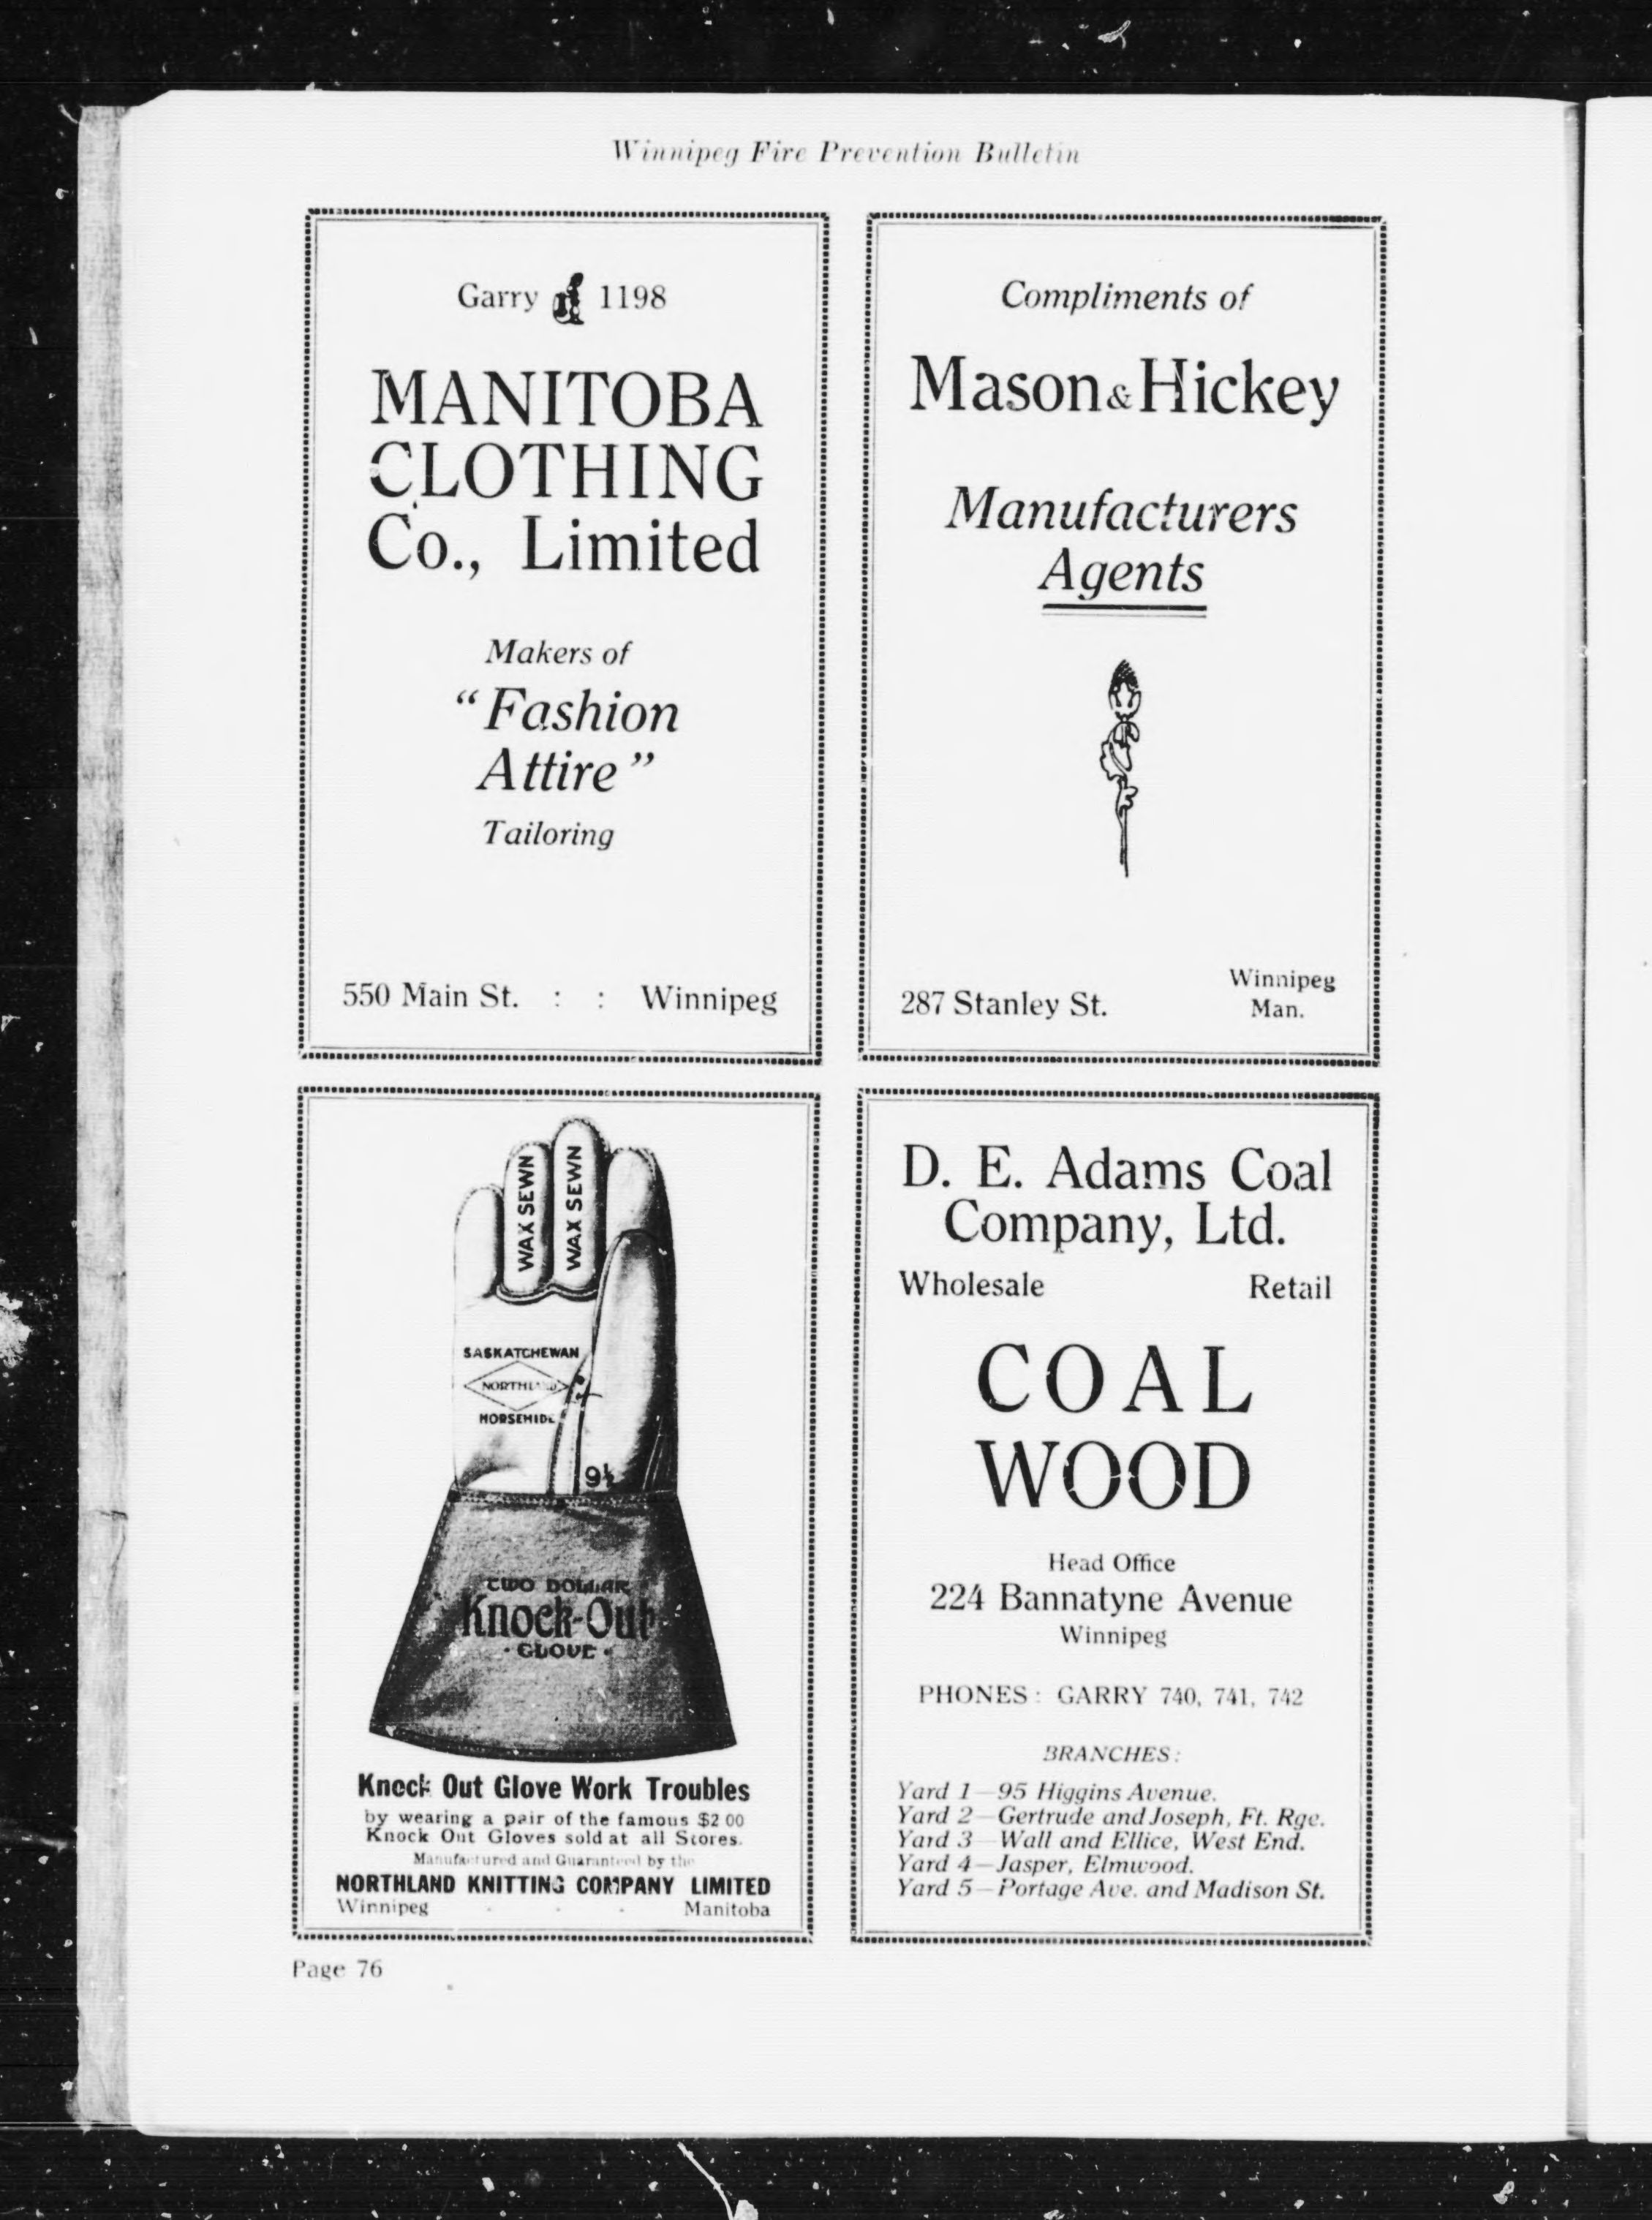 Winnipeg Fire Prevention Bulletin
Garry 1198
MANITOBA
CLOTHING
Co., Limited
Makers of
“Fashion
Attire”
Tailoring
550 Main St. : : Winnipeg
Compliments of
Mason & Hickey
Manufacturers
Agents
287 Stanley St.
Winnipeg
Man.
WAX SEWN
WAX SEWN
SASKATCHEWAN
NORTHLAND
HORSEHIDE
9½
TWO DOLLAR
Knock-Out
· GLOVE ·
Knock Out Glove Work Troubles
by wearing a pair of the famous $2 00
Knock Out Gloves sold at all Stores.
Manufactured and Guaranteed by the
NORTHLAND KNITTING COMPANY LIMITED
Winnipeg - - - Manitoba
D. E. Adams Coal
Company, Ltd.
Wholesale Retail
COAL
WOOD
Head Office
224 Bannatyne Avenue
Winnipeg
PHONES: GARRY 740, 741, 742
BRANCHES:
Yard 1—95 Higgins Avenue.
Yard 2—Gertrude and Joseph, Ft. Rge.
Yard 3—Wall and Ellice, West End.
Yard 4—Jasper, Elmwood.
Yard 5—Portage Ave. and Madison St.
Page 76